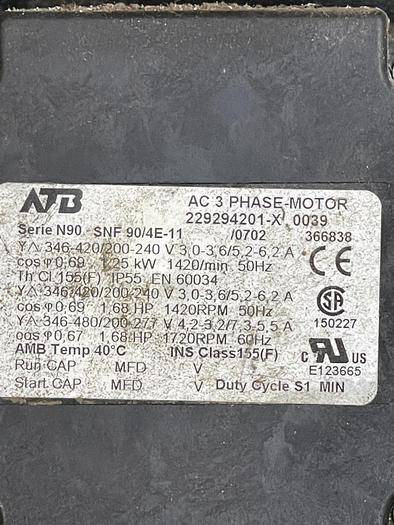 ATB
AC 3 PHASE-MOTOR
229294201-X 0039
Serie N90 SNF 90/4E-11 /0702 366838
Y△ 346-420/200-240 V 3,0-3,6/5,2-6,2 A
cos φ 0,69 1,25 kW 1420/min 50Hz
Th Cl 155(F) IP55 EN 60034
Y△ 346/420/200-240 V 3,0-3,6/5,2-6,2 A
cos φ 0,69 1,68 HP 1420RPM 50Hz
Y△ 346-480/200-277 V 4,2-3,2/7,3-5,5 A
cos φ 0,67 1,68 HP 1720RPM 60Hz
AMB Temp 40°C INS Class155(F)
Run CAP MFD V
Start CAP MFD V Duty Cycle S1 MIN
CE
SA
150227
c RU US
E123665